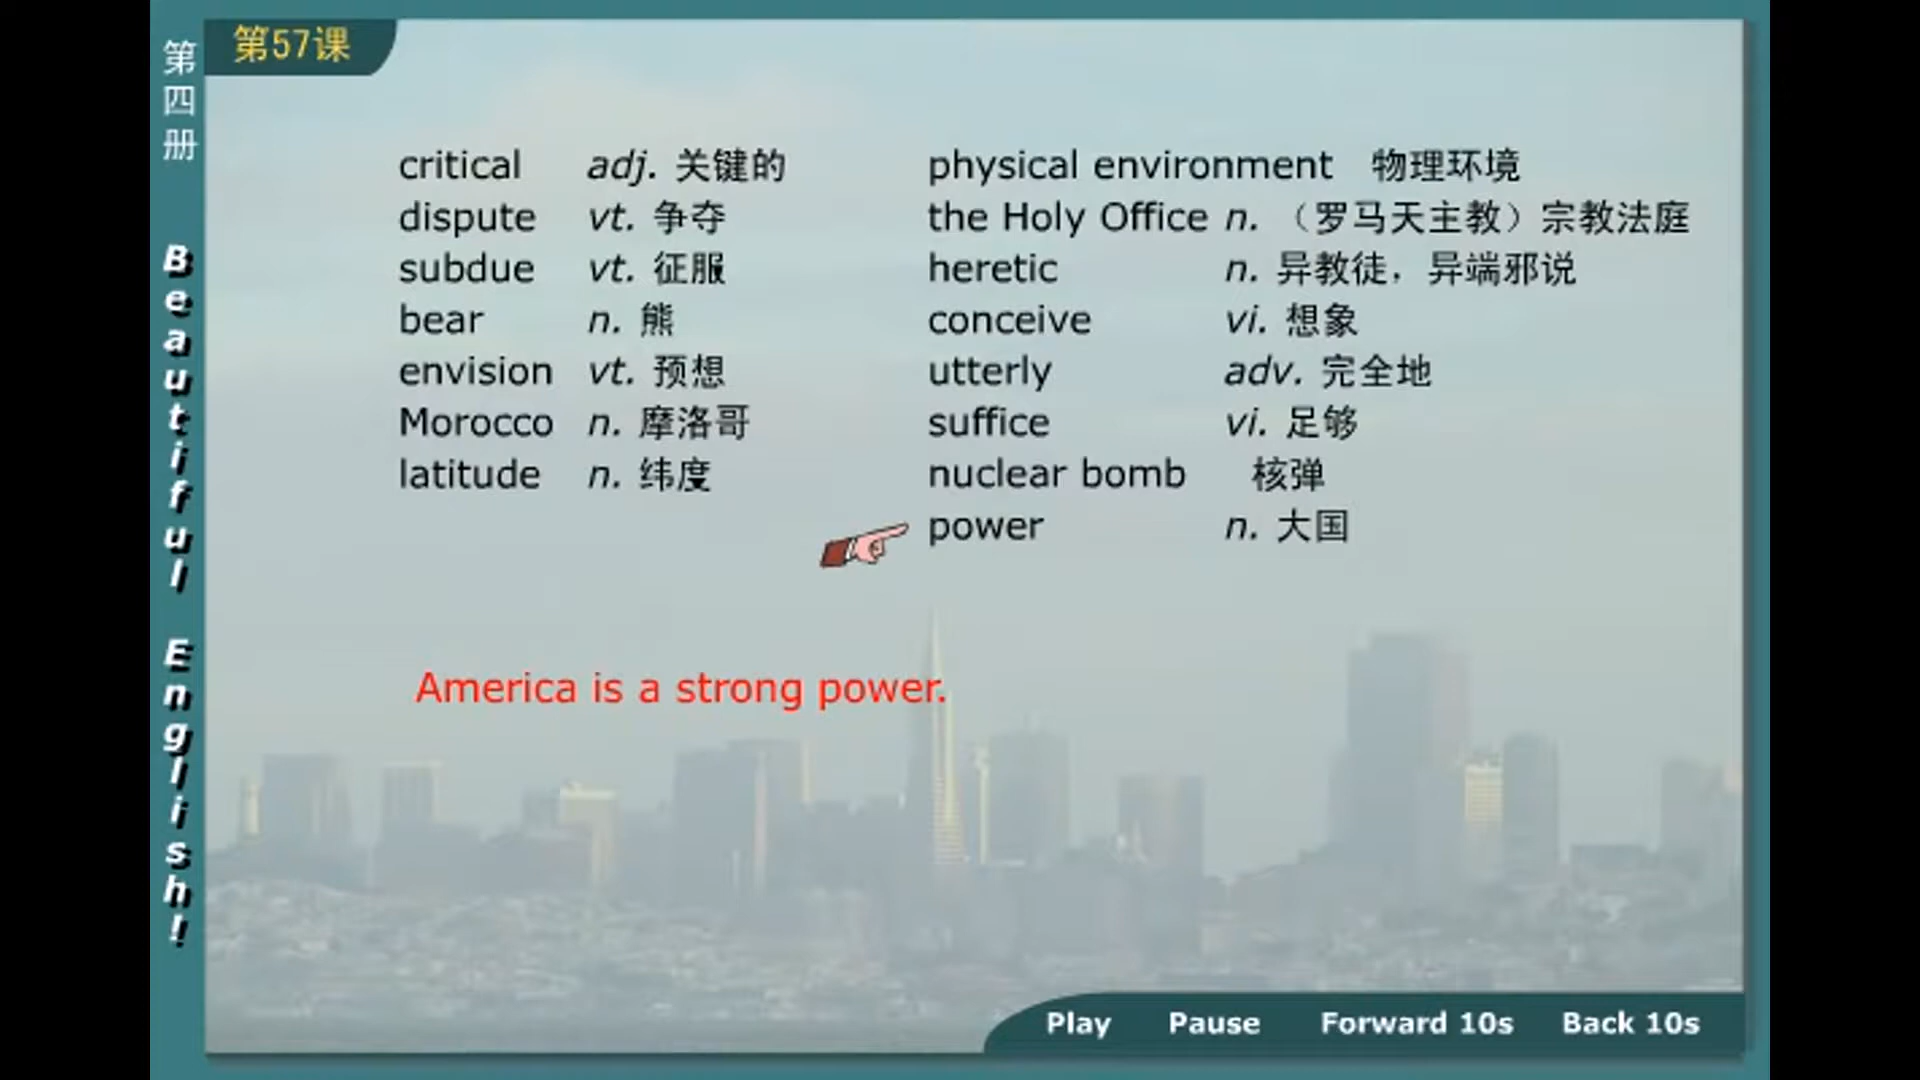 第四册
Beautiful English!
第57课
critical adj. 关键的
dispute vt. 争夺
subdue vt. 征服
bear n. 熊
envision vt. 预想
Morocco n. 摩洛哥
latitude n. 纬度
physical environment 物理环境
the Holy Office n. （罗马天主教）宗教法庭
heretic n. 异教徒，异端邪说
conceive vi. 想象
utterly adv. 完全地
suffice vi. 足够
nuclear bomb 核弹
power n. 大国
America is a strong power.
Play Pause Forward 10s Back 10s